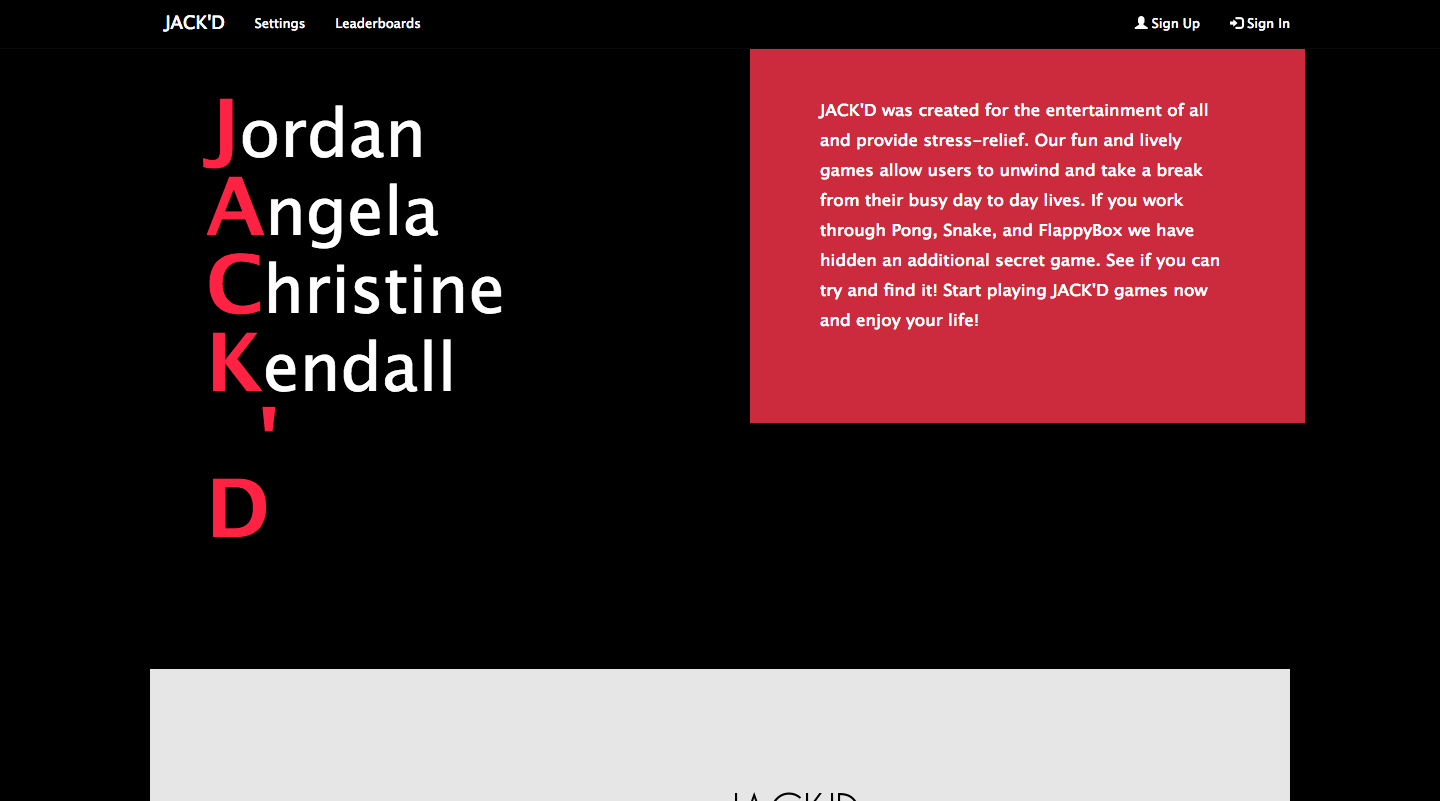 JACK'D Settings Leaderboards Sign Up Sign In
Jordan
Angela
Christine
Kendall
'
D
JACK'D was created for the entertainment of all
and provide stress-relief. Our fun and lively
games allow users to unwind and take a break
from their busy day to day lives. If you work
through Pong, Snake, and FlappyBox we have
hidden an additional secret game. See if you can
try and find it! Start playing JACK'D games now
and enjoy your life!
JACK'D